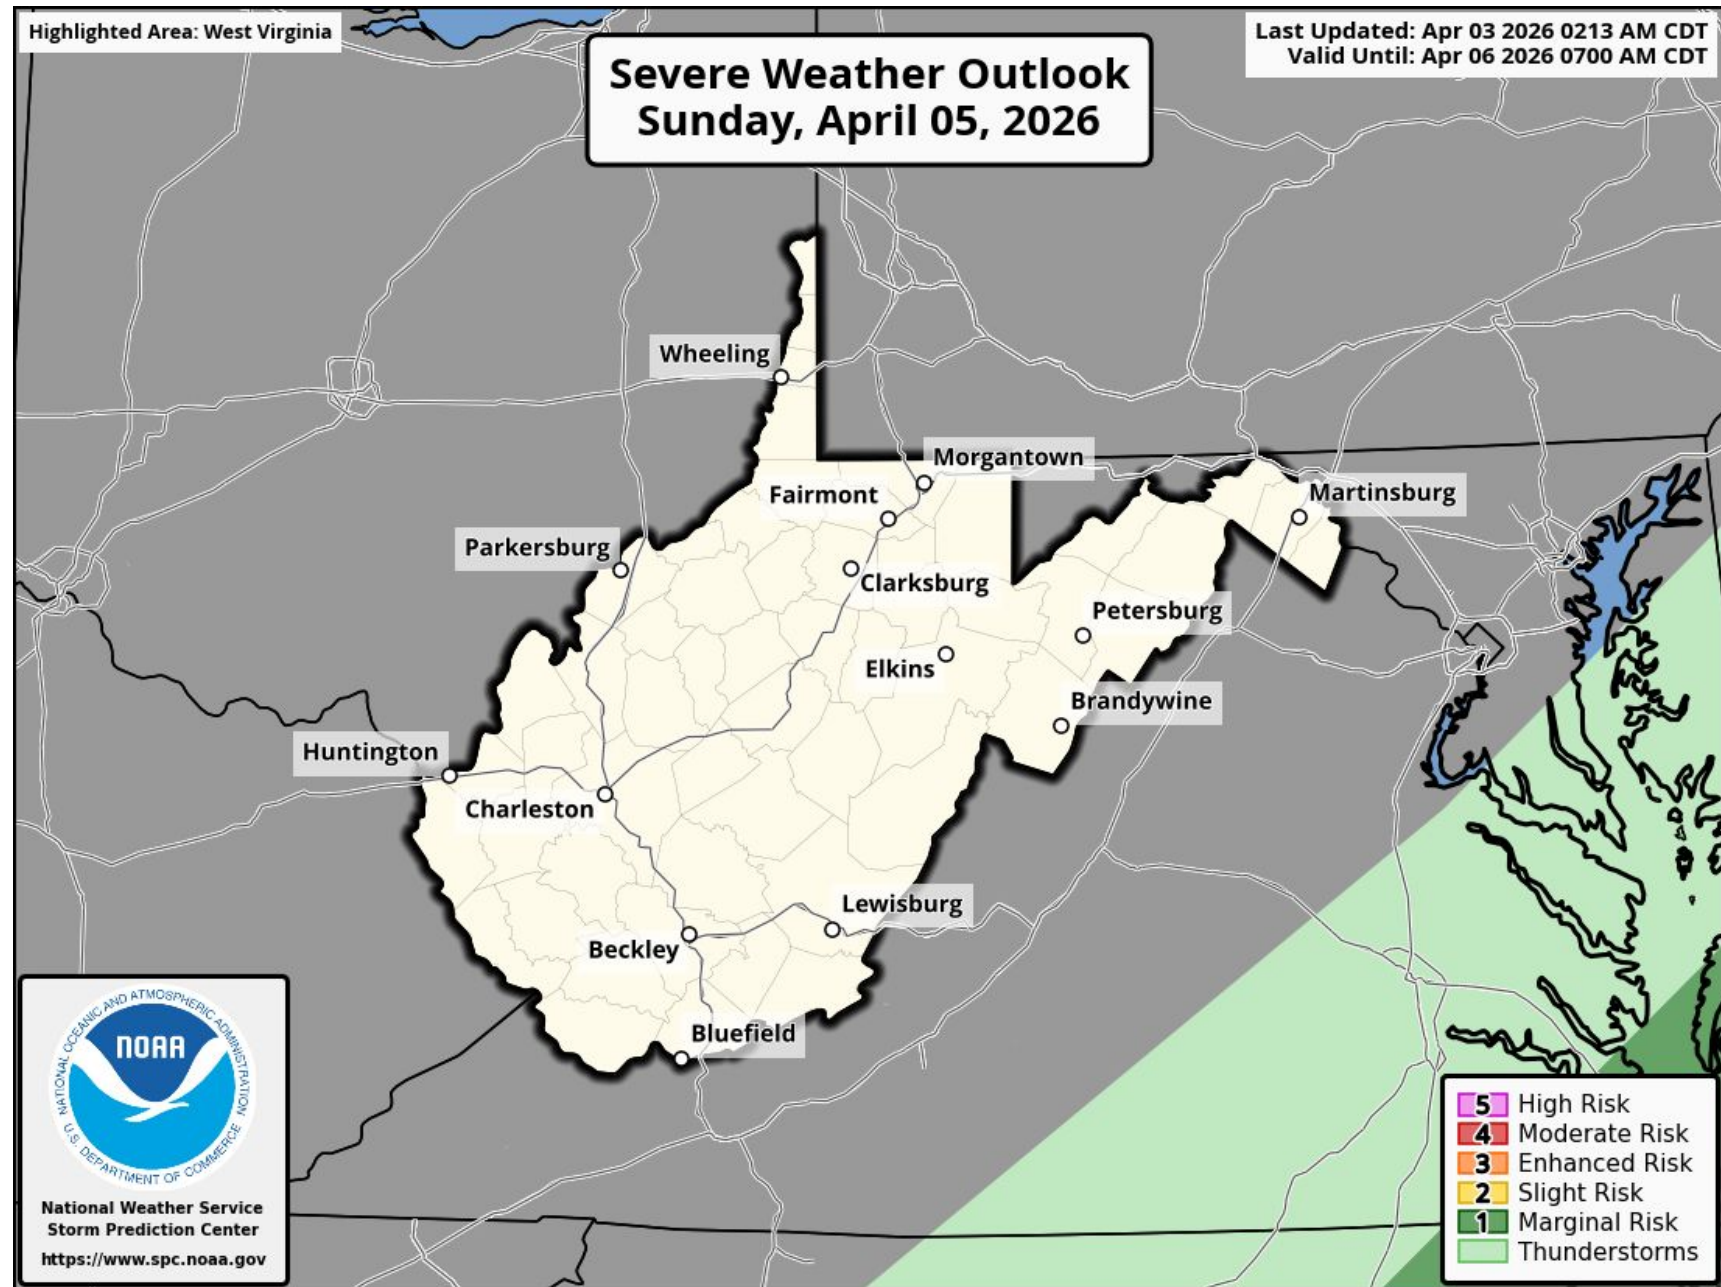 Highlighted Area: West Virginia
Last Updated: Apr 03 2026 0213 AM CDT
Valid Until: Apr 06 2026 0700 AM CDT
Severe Weather Outlook
Sunday, April 05, 2026
Wheeling
Morgantown
Fairmont
Martinsburg
Parkersburg
Clarksburg
Petersburg
Elkins
Brandywine
Huntington
Charleston
Lewisburg
Beckley
Bluefield
NATIONAL OCEANIC AND ATMOSPHERIC ADMINISTRATION
NOAA
U.S. DEPARTMENT OF COMMERCE
National Weather Service
Storm Prediction Center
https://www.spc.noaa.gov
5 High Risk
4 Moderate Risk
3 Enhanced Risk
2 Slight Risk
1 Marginal Risk
Thunderstorms